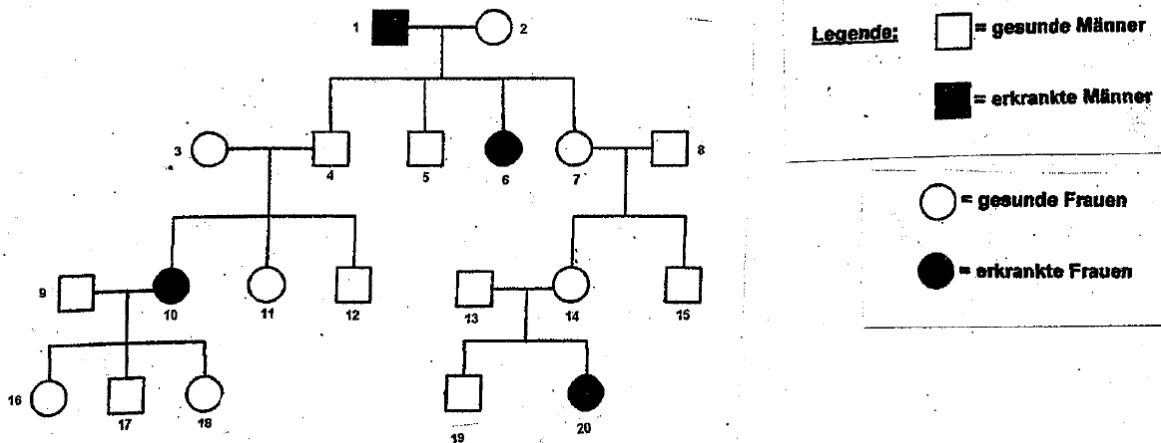 1 2
Legende: = gesunde Männer
= erkrankte Männer
3 4 5 6 7 8
= gesunde Frauen
= erkrankte Frauen
9 10 11 12 13 14 15
16 17 18 19 20